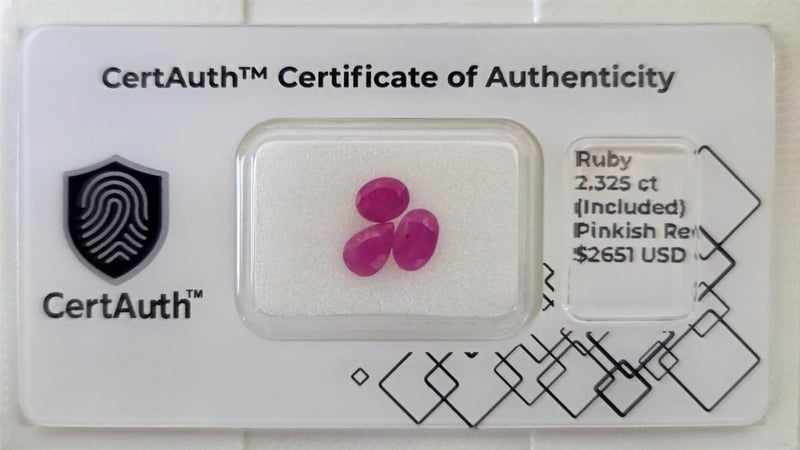 CertAuth™ Certificate of Authenticity
CertAuth™
Ruby
2,325 ct
(Included)
Pinkish Re
$2651 USD